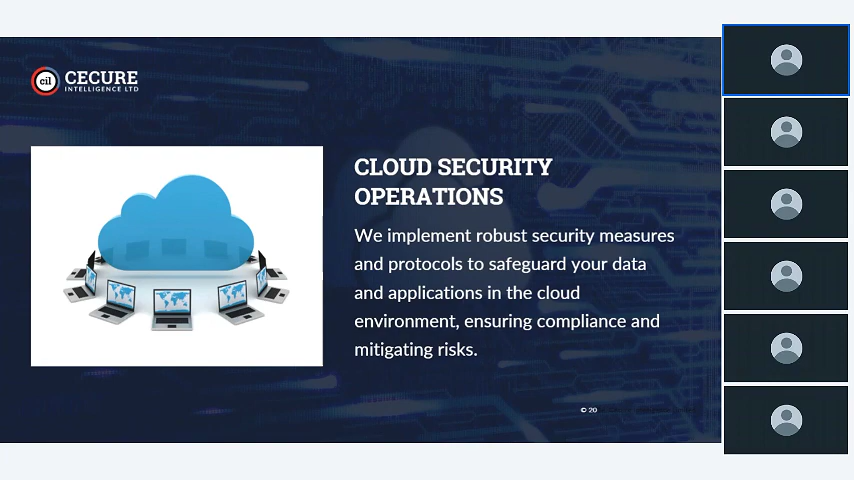 cil CECURE
INTELLIGENCE LTD
CLOUD SECURITY
OPERATIONS
We implement robust security measures
and protocols to safeguard your data
and applications in the cloud
environment, ensuring compliance and
mitigating risks.
© 20